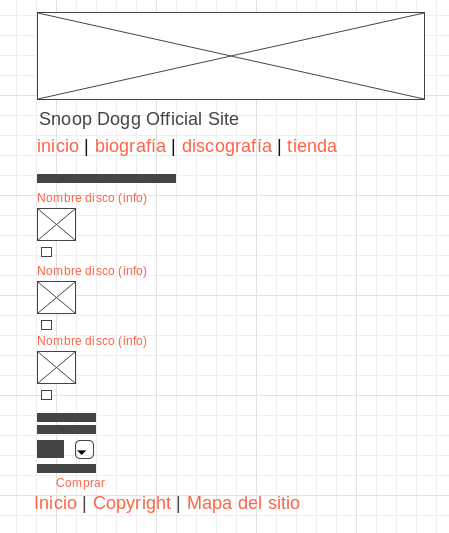 Snoop Dogg Official Site
inicio | biografía | discografía | tienda
Nombre disco (info)
Nombre disco (info)
Nombre disco (info)
Comprar
Inicio | Copyright | Mapa del sitio